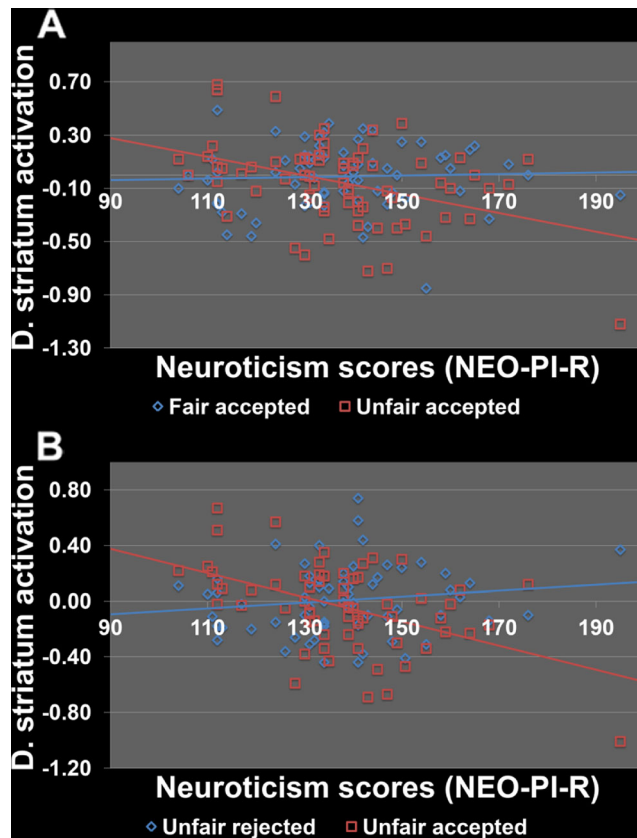 A
D. striatum activation
0.70
0.30
-0.10
-0.50
-0.90
-1.30
90 110 130 150 170 190
Neuroticism scores (NEO-PI-R)
Fair accepted Unfair accepted
B
D. striatum activation
0.80
0.40
0.00
-0.40
-0.80
-1.20
90 110 130 150 170 190
Neuroticism scores (NEO-PI-R)
Unfair rejected Unfair accepted